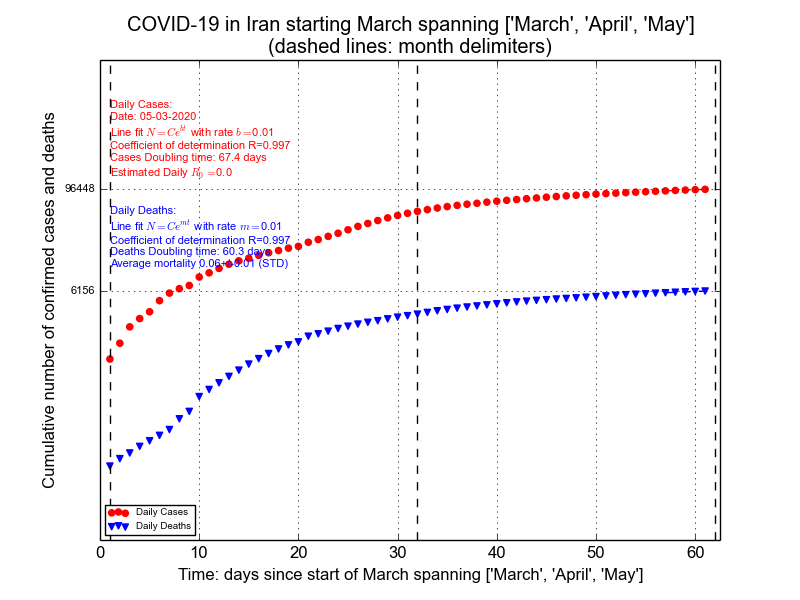 COVID-19 in Iran starting March spanning ['March', 'April', 'May']
(dashed lines: month delimiters)
Cumulative number of confirmed cases and deaths
96448
6156
Daily Cases:
Date: 05-03-2020
Line fit N = Ce^{bt} with rate b = 0.01
Coefficient of determination R=0.997
Cases Doubling time: 67.4 days
Estimated Daily R_0 = 0.0
Daily Deaths:
Line fit N = Ce^{mt} with rate m = 0.01
Coefficient of determination R=0.997
Deaths Doubling time: 60.3 days
Average mortality 0.06+-0.01 (STD)
Daily Cases
Daily Deaths
0 10 20 30 40 50 60
Time: days since start of March spanning ['March', 'April', 'May']